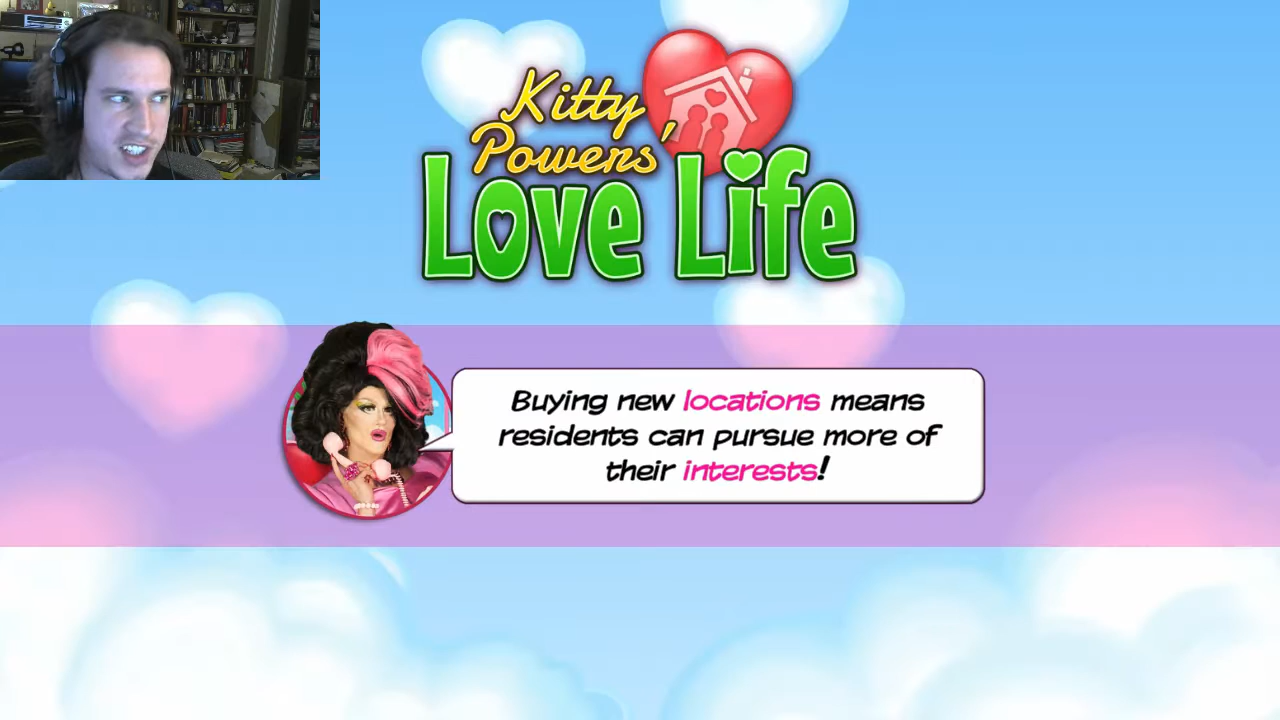 Kitty
Powers'
Love Life
Buying new locations means
residents can pursue more of
their interests!